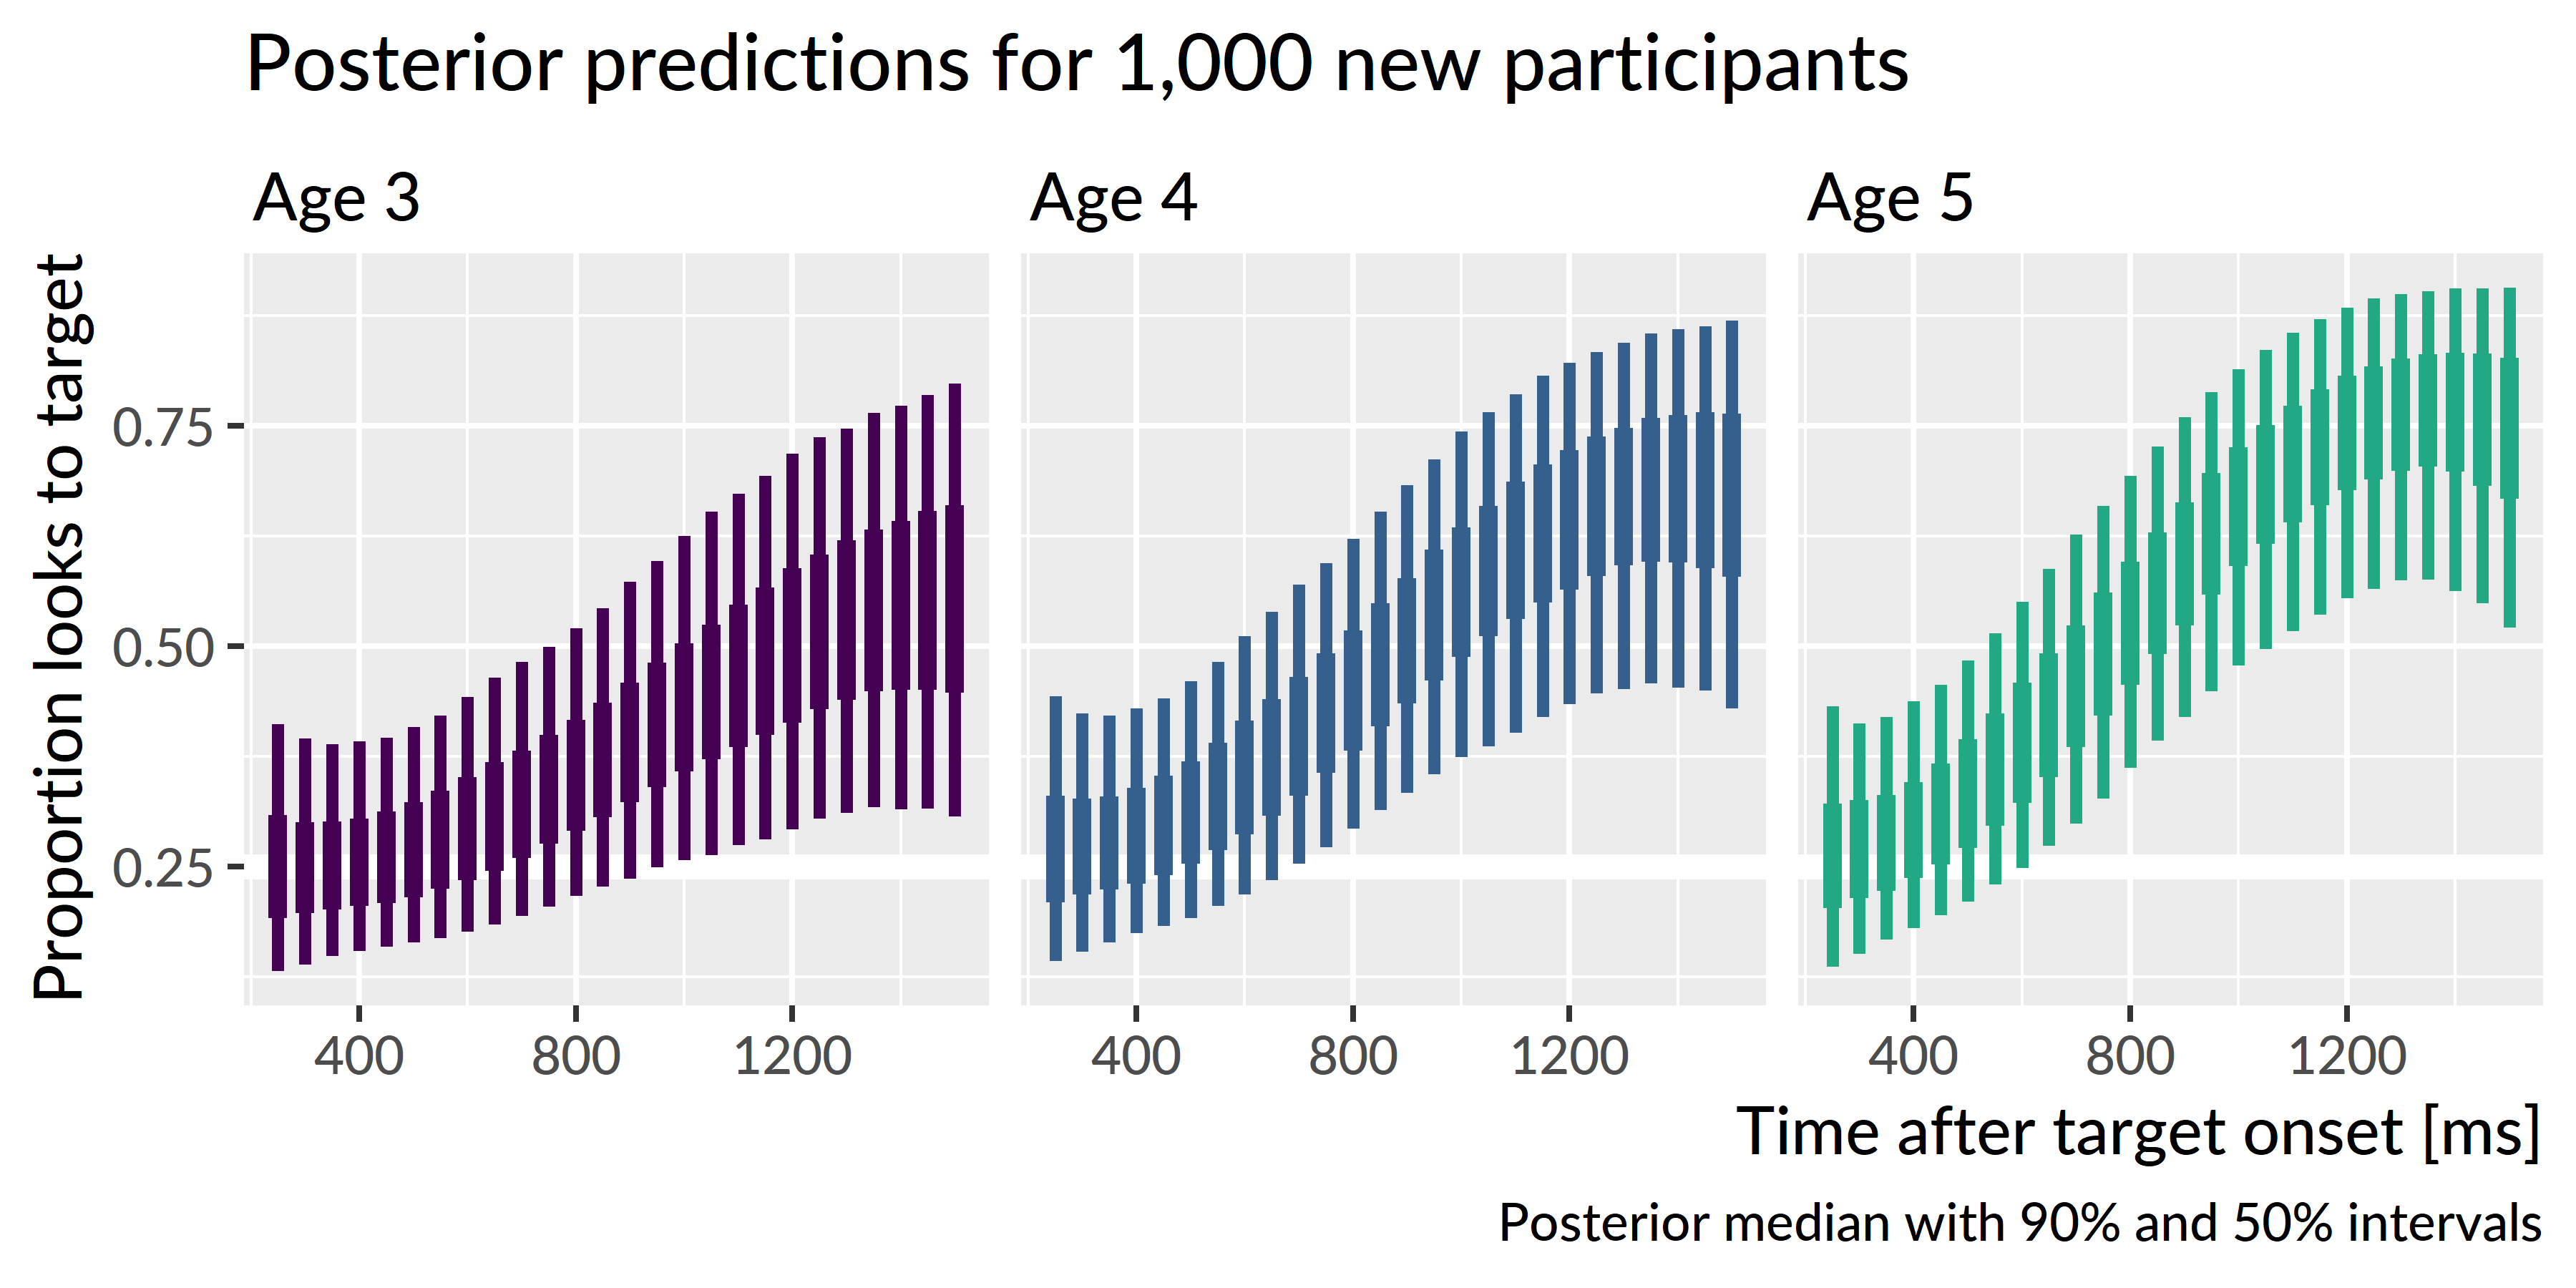 Posterior predictions for 1,000 new participants
Age 3
Age 4
Age 5
Proportion looks to target
0.75
0.50
0.25
400 800 1200
400 800 1200
400 800 1200
Time after target onset [ms]
Posterior median with 90% and 50% intervals